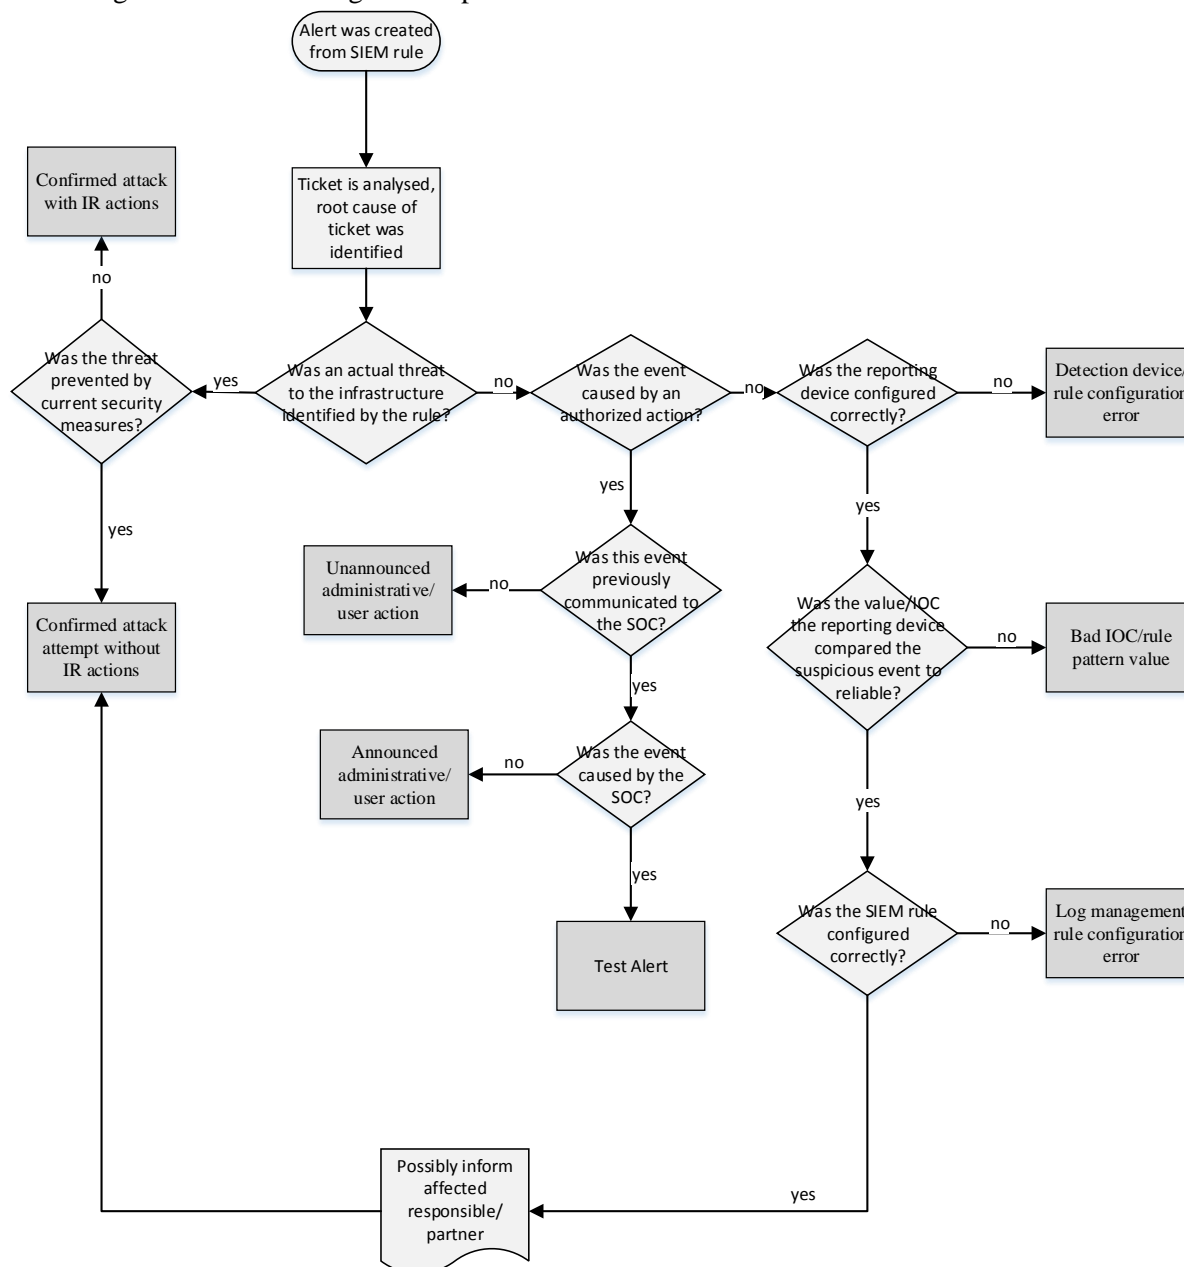 Alert was created
from SIEM rule
Confirmed attack
with IR actions
Ticket is analysed,
root cause of
ticket was
identified
no
Was the threat
prevented by
current security
measures?
yes
Was an actual threat
to the infrastructure
identified by the rule?
no
Was the event
caused by an
authorized action?
no
Was the reporting
device configured
correctly?
no
Detection device/
rule configuration
error
yes
yes
yes
Confirmed attack
attempt without
IR actions
Unannounced
administrative/
user action
no
Was this event
previously
communicated to
the SOC?
Was the value/IOC
the reporting device
compared the
suspicious event to
reliable?
no
Bad IOC/rule
pattern value
yes
Announced
administrative/
user action
no
Was the event
caused by the
SOC?
yes
yes
Test Alert
Was the SIEM rule
configured
correctly?
no
Log management
rule configuration
error
Possibly inform
affected
responsible/
partner
yes